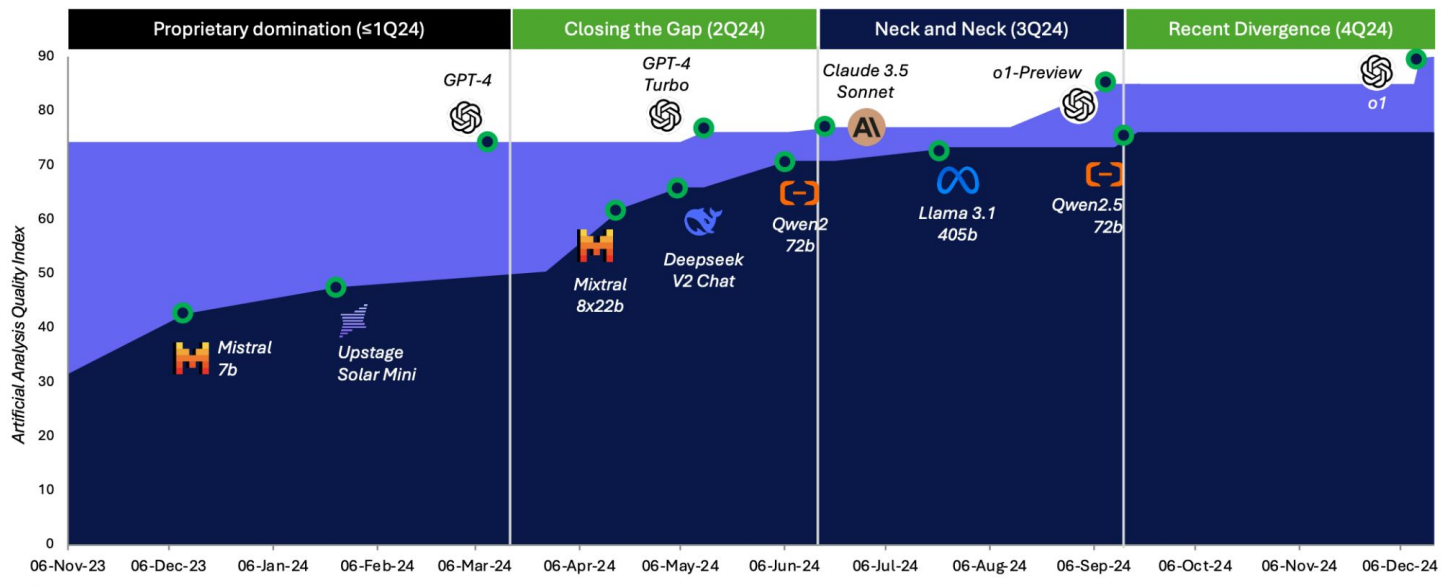 Proprietary domination (≤1Q24)
Closing the Gap (2Q24)
Neck and Neck (3Q24)
Recent Divergence (4Q24)
Artificial Analysis Quality Index
90
80
70
60
50
40
30
20
10
0
GPT-4
GPT-4
Turbo
Claude 3.5
Sonnet
o1-Preview
o1
Mistral
7b
Upstage
Solar Mini
Mixtral
8x22b
Deepseek
V2 Chat
Qwen2
72b
Llama 3.1
405b
Qwen2.5
72b
06-Nov-23
06-Dec-23
06-Jan-24
06-Feb-24
06-Mar-24
06-Apr-24
06-May-24
06-Jun-24
06-Jul-24
06-Aug-24
06-Sep-24
06-Oct-24
06-Nov-24
06-Dec-24